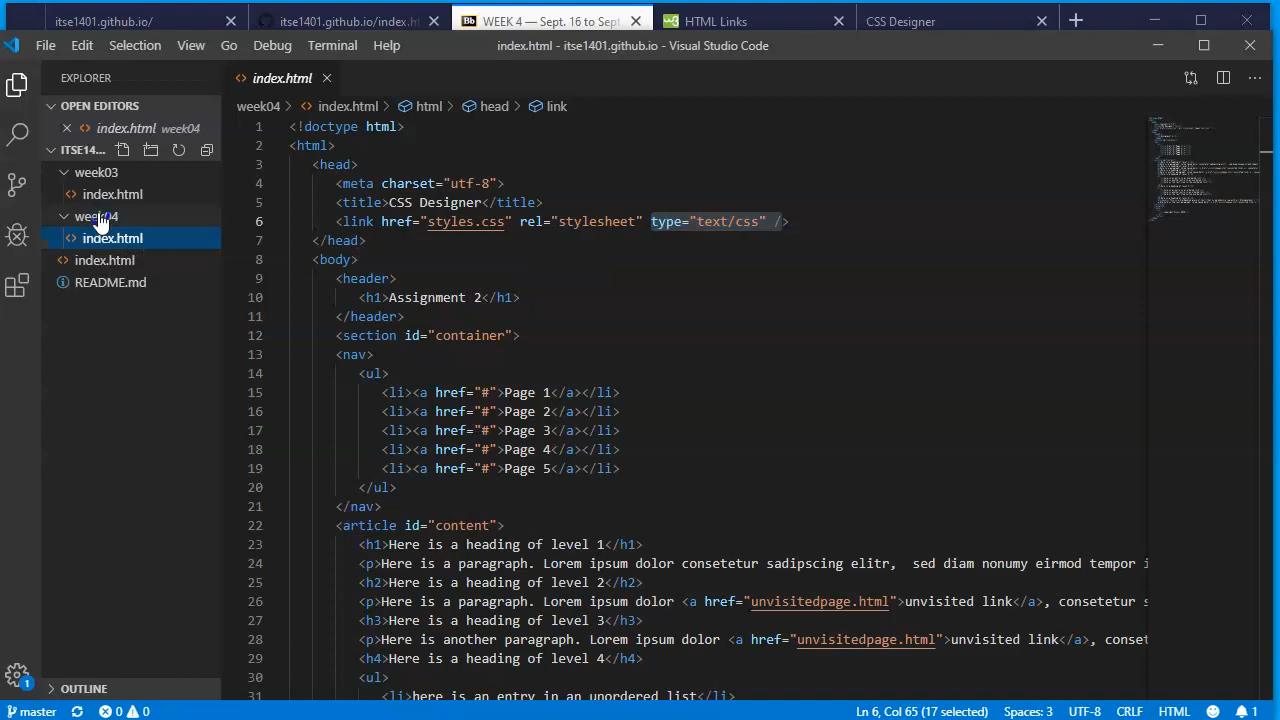 itse1401.github.io/
itse1401.github.io/index.h
WEEK 4 — Sept. 16 to Sept
HTML Links
CSS Designer
File Edit Selection View Go Debug Terminal Help
index.html - itse1401.github.io - Visual Studio Code
EXPLORER
index.html
OPEN EDITORS
index.html week04
ITSE14...
week03
index.html
week04
index.html
index.html
README.md
OUTLINE
week04 > index.html > html > head > link
1 <!doctype html>
2 <html>
3 <head>
4 <meta charset="utf-8">
5 <title>CSS Designer</title>
6 <link href="styles.css" rel="stylesheet" type="text/css" />
7 </head>
8 <body>
9 <header>
10 <h1>Assignment 2</h1>
11 </header>
12 <section id="container">
13 <nav>
14 <ul>
15 <li><a href="#">Page 1</a></li>
16 <li><a href="#">Page 2</a></li>
17 <li><a href="#">Page 3</a></li>
18 <li><a href="#">Page 4</a></li>
19 <li><a href="#">Page 5</a></li>
20 </ul>
21 </nav>
22 <article id="content">
23 <h1>Here is a heading of level 1</h1>
24 <p>Here is a paragraph. Lorem ipsum dolor consetetur sadipscing elitr,  sed diam nonumy eirmod tempor i
25 <h2>Here is a heading of level 2</h2>
26 <p>Here is a paragraph. Lorem ipsum dolor <a href="unvisitedpage.html">unvisited link</a>, consetetur s
27 <h3>Here is a heading of level 3</h3>
28 <p>Here is another paragraph. Lorem ipsum dolor <a href="unvisitedpage.html">unvisited link</a>, conset
29 <h4>Here is a heading of level 4</h4>
30 <ul>
31 <li>here is an entry in an unordered list</li>
master 0 0 Ln 6, Col 65 (17 selected) Spaces: 3 UTF-8 CRLF HTML 1